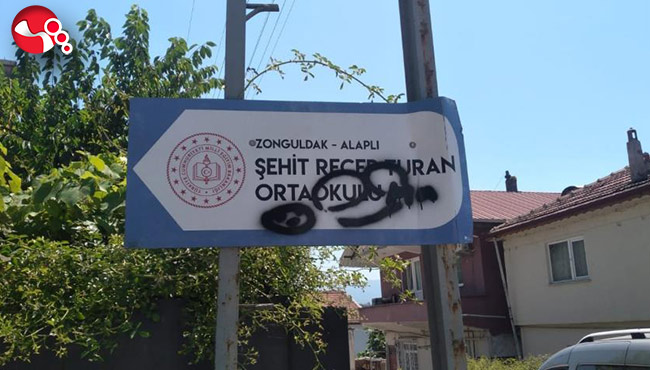 ZONGULDAK - ALAPLI
ŞEHİT RECEP TURAN
ORTAOKULU